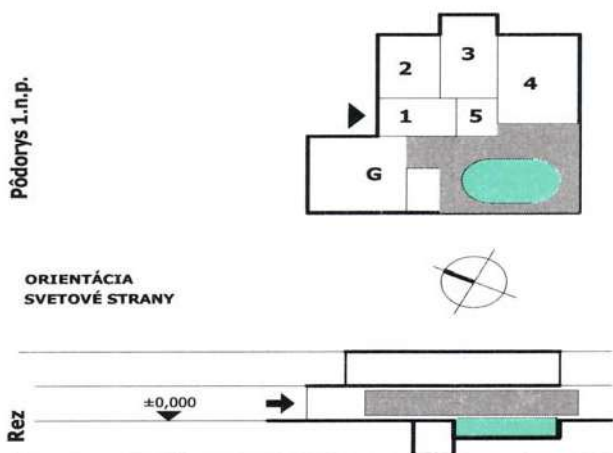 Pôdorys 1.n.p.
3
2
4
1
5
G
ORIENTÁCIA
SVETOVÉ STRANY
±0,000
Rez